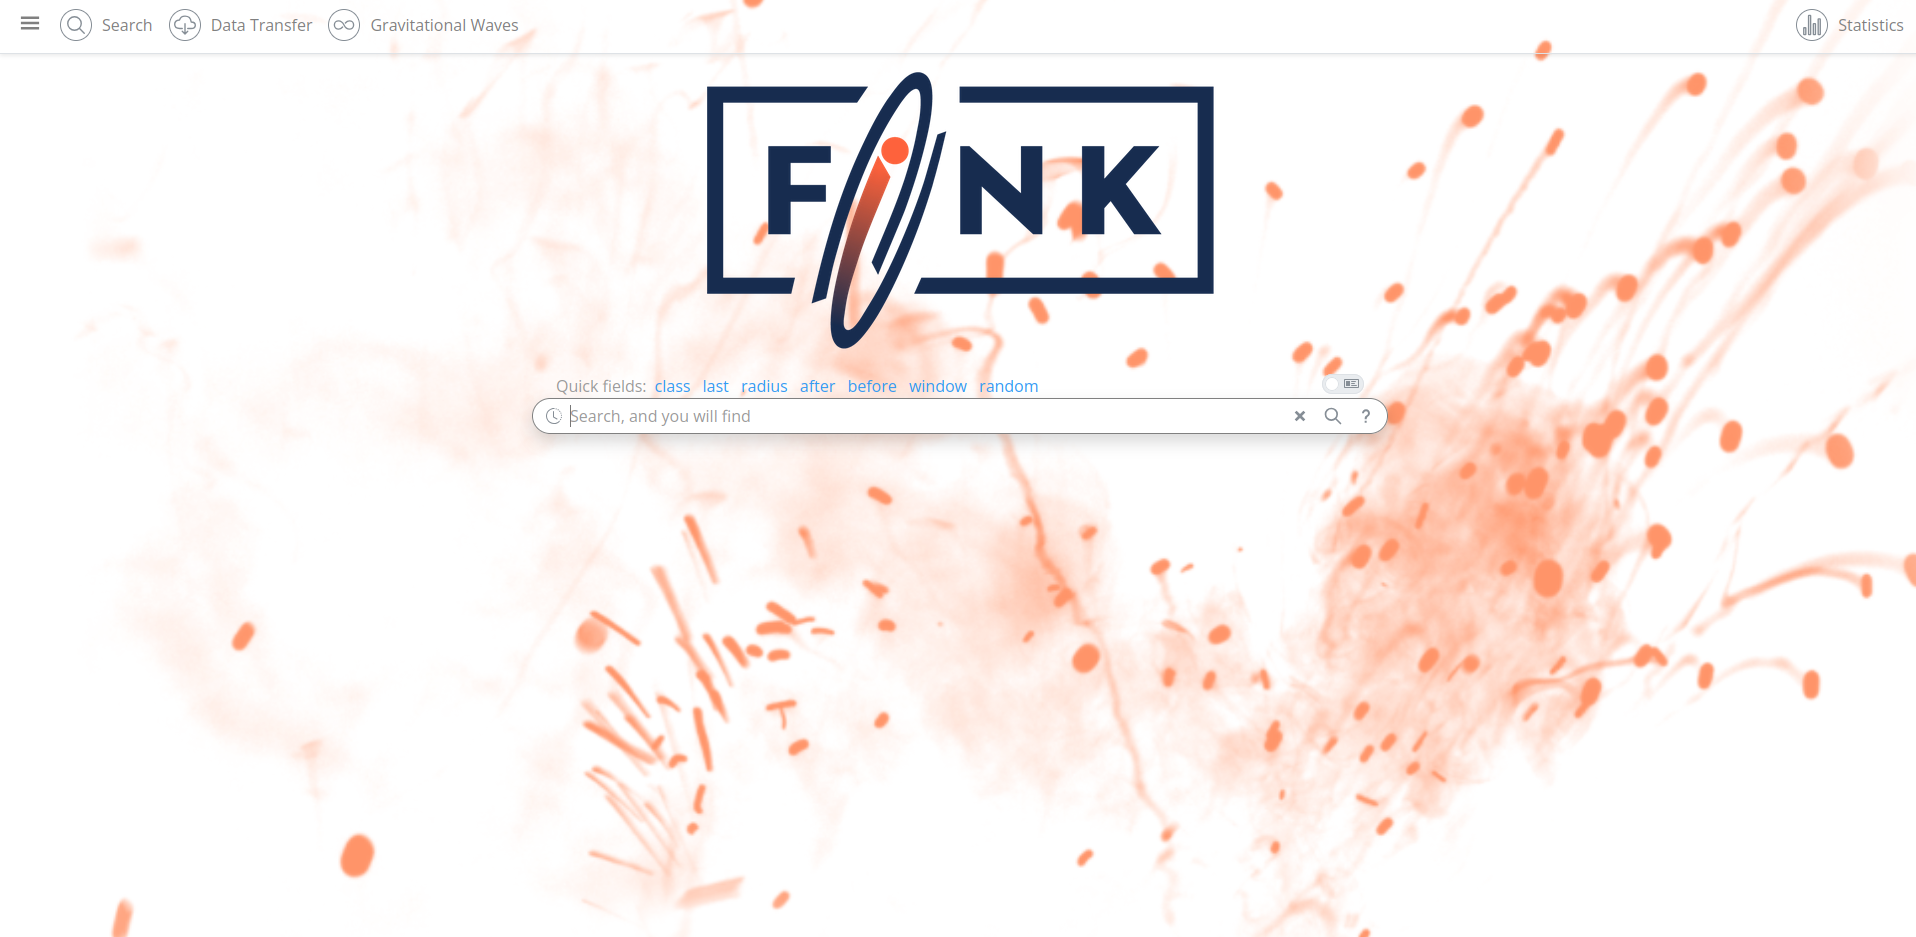 Search Data Transfer Gravitational Waves Statistics
FiNK
Quick fields: class last radius after before window random
Search, and you will find ?